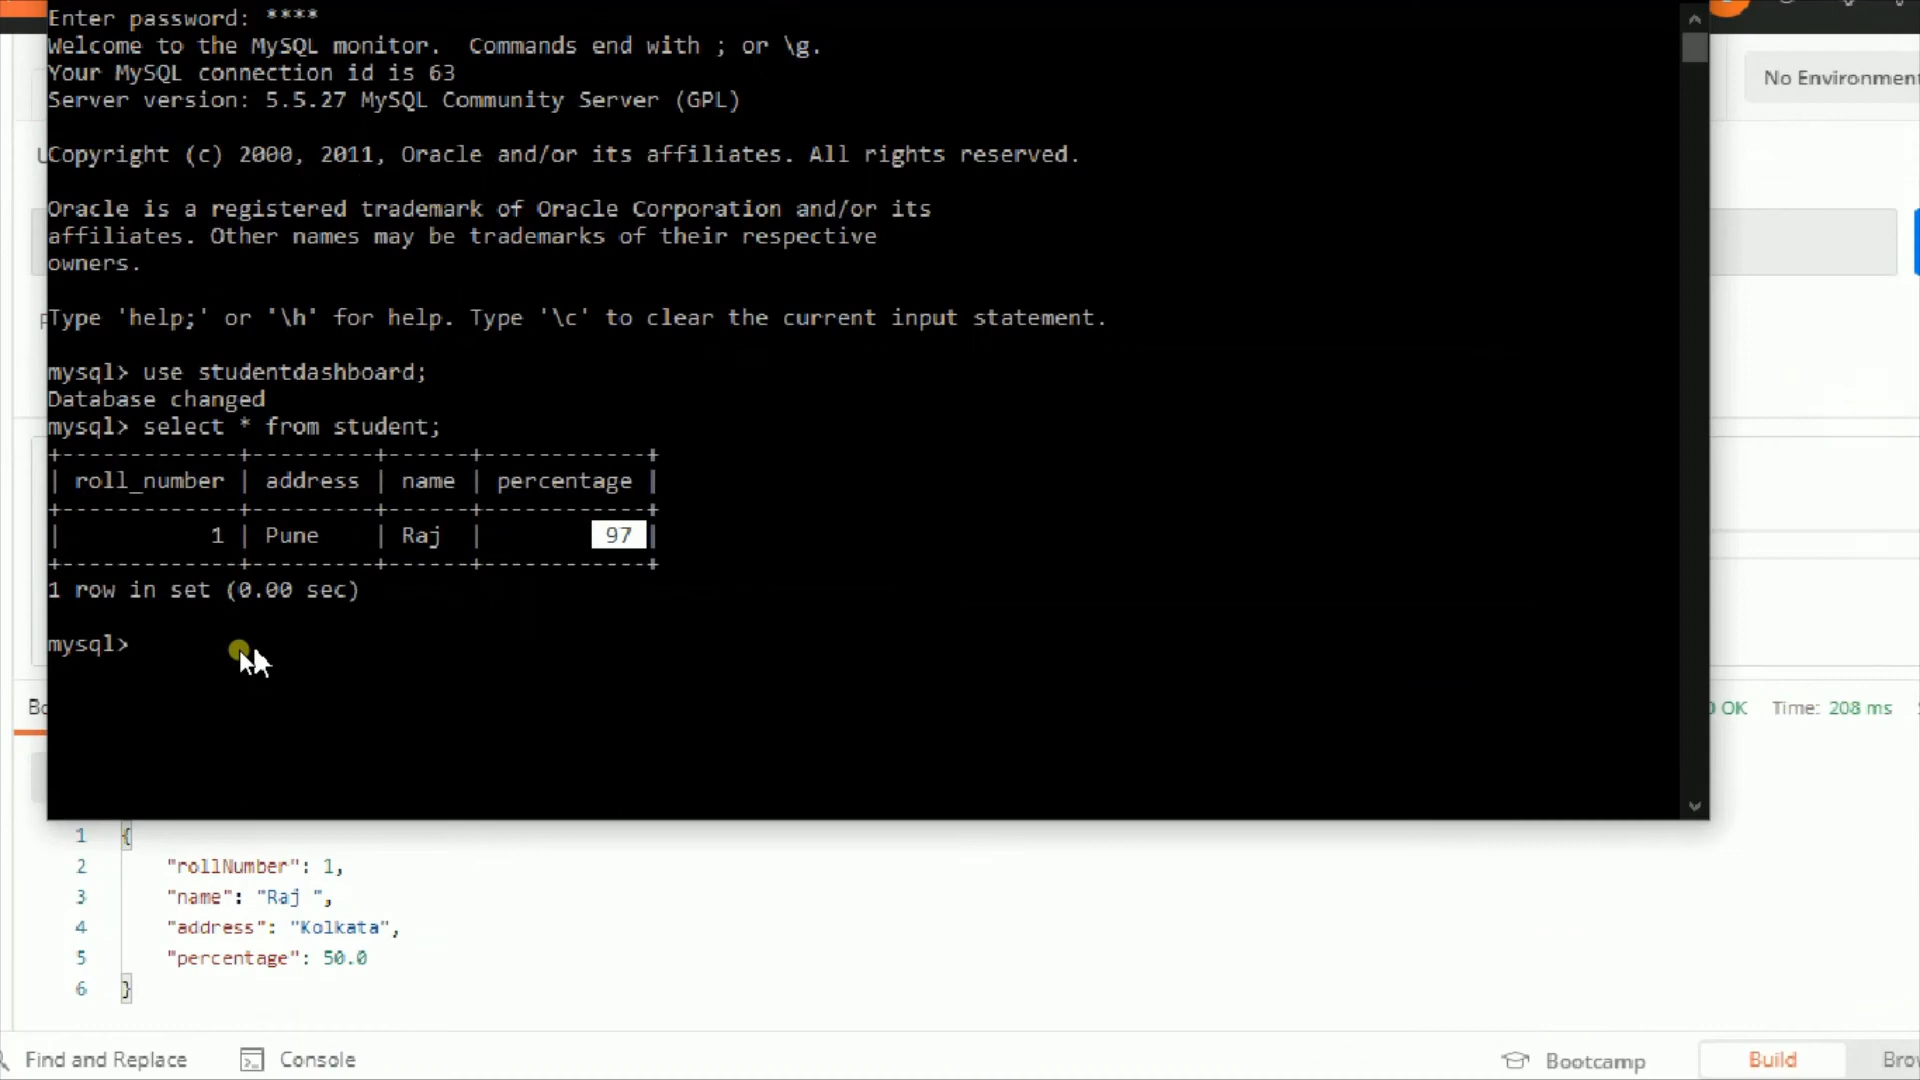 Enter password: ****
Welcome to the MySQL monitor.  Commands end with ; or \g.
Your MySQL connection id is 63
Server version: 5.5.27 MySQL Community Server (GPL)
No Environment
Copyright (c) 2000, 2011, Oracle and/or its affiliates. All rights reserved.
Oracle is a registered trademark of Oracle Corporation and/or its
affiliates. Other names may be trademarks of their respective
owners.
Type 'help;' or '\h' for help. Type '\c' to clear the current input statement.
mysql> use studentdashboard;
Database changed
mysql> select * from student;
+-------------+---------+------+------------+
| roll_number | address | name | percentage |
+-------------+---------+------+------------+
|           1 | Pune    | Raj  |         97 |
+-------------+---------+------+------------+
1 row in set (0.00 sec)
mysql>
OK Time: 208 ms
1 {
2 "rollNumber": 1,
3 "name": "Raj ",
4 "address": "Kolkata",
5 "percentage": 50.0
6 }
Find and Replace Console Bootcamp Build